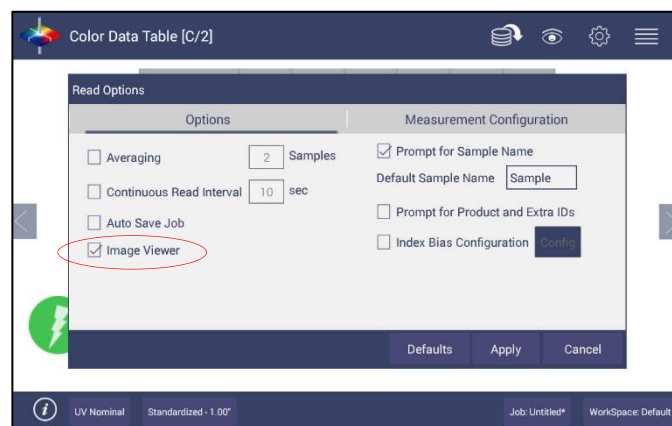 Color Data Table [C/2]
Read Options
Options
Measurement Configuration
Averaging 2 Samples
Continuous Read Interval 10 sec
Auto Save Job
Image Viewer
Prompt for Sample Name
Default Sample Name Sample
Prompt for Product and Extra IDs
Index Bias Configuration Config
Defaults Apply Cancel
i UV Nominal Standardized - 1.00" Job: Untitled* WorkSpace: Default